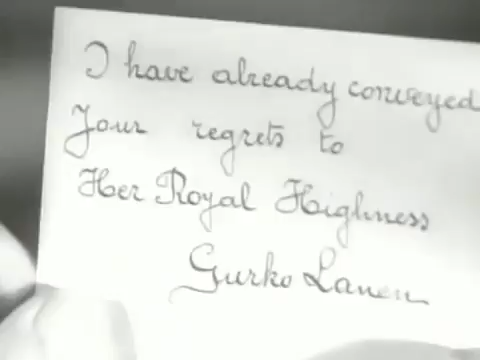 I have already conveyed
Your regrets to
Her Royal Highness
Gurko Lanen